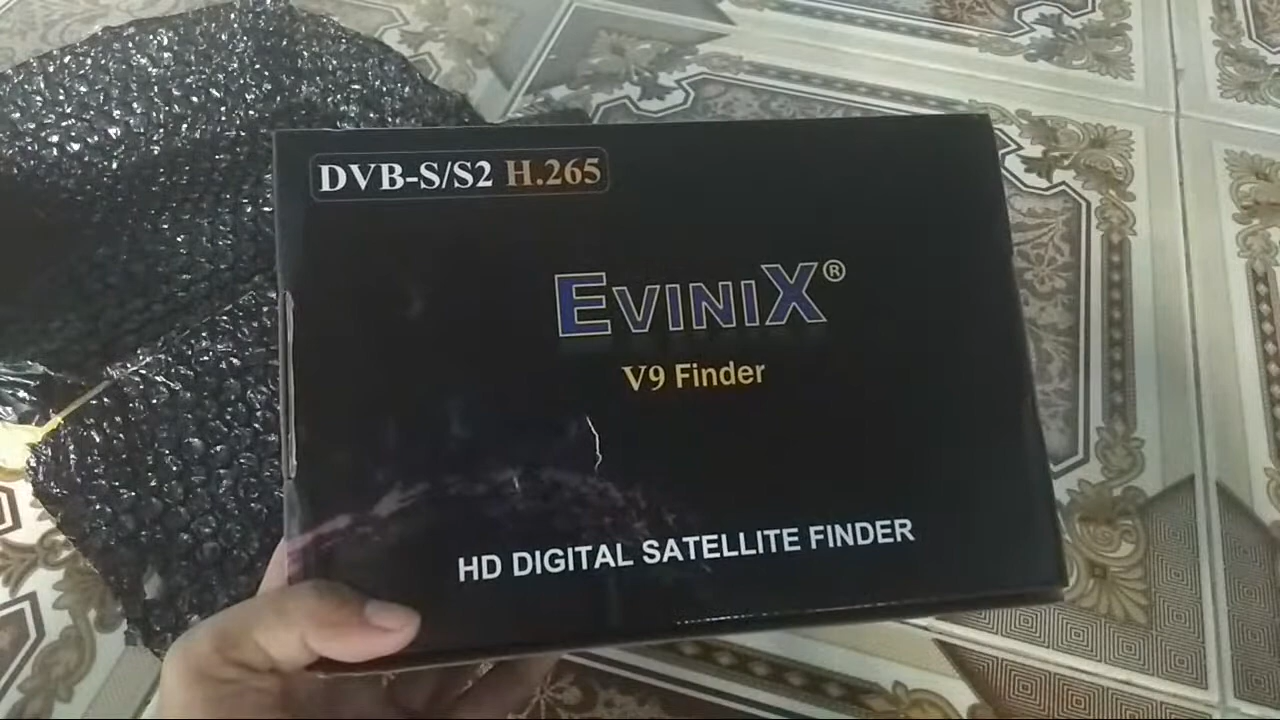 DVB-S/S2 H.265
EVINIX®
V9 Finder
HD DIGITAL SATELLITE FINDER